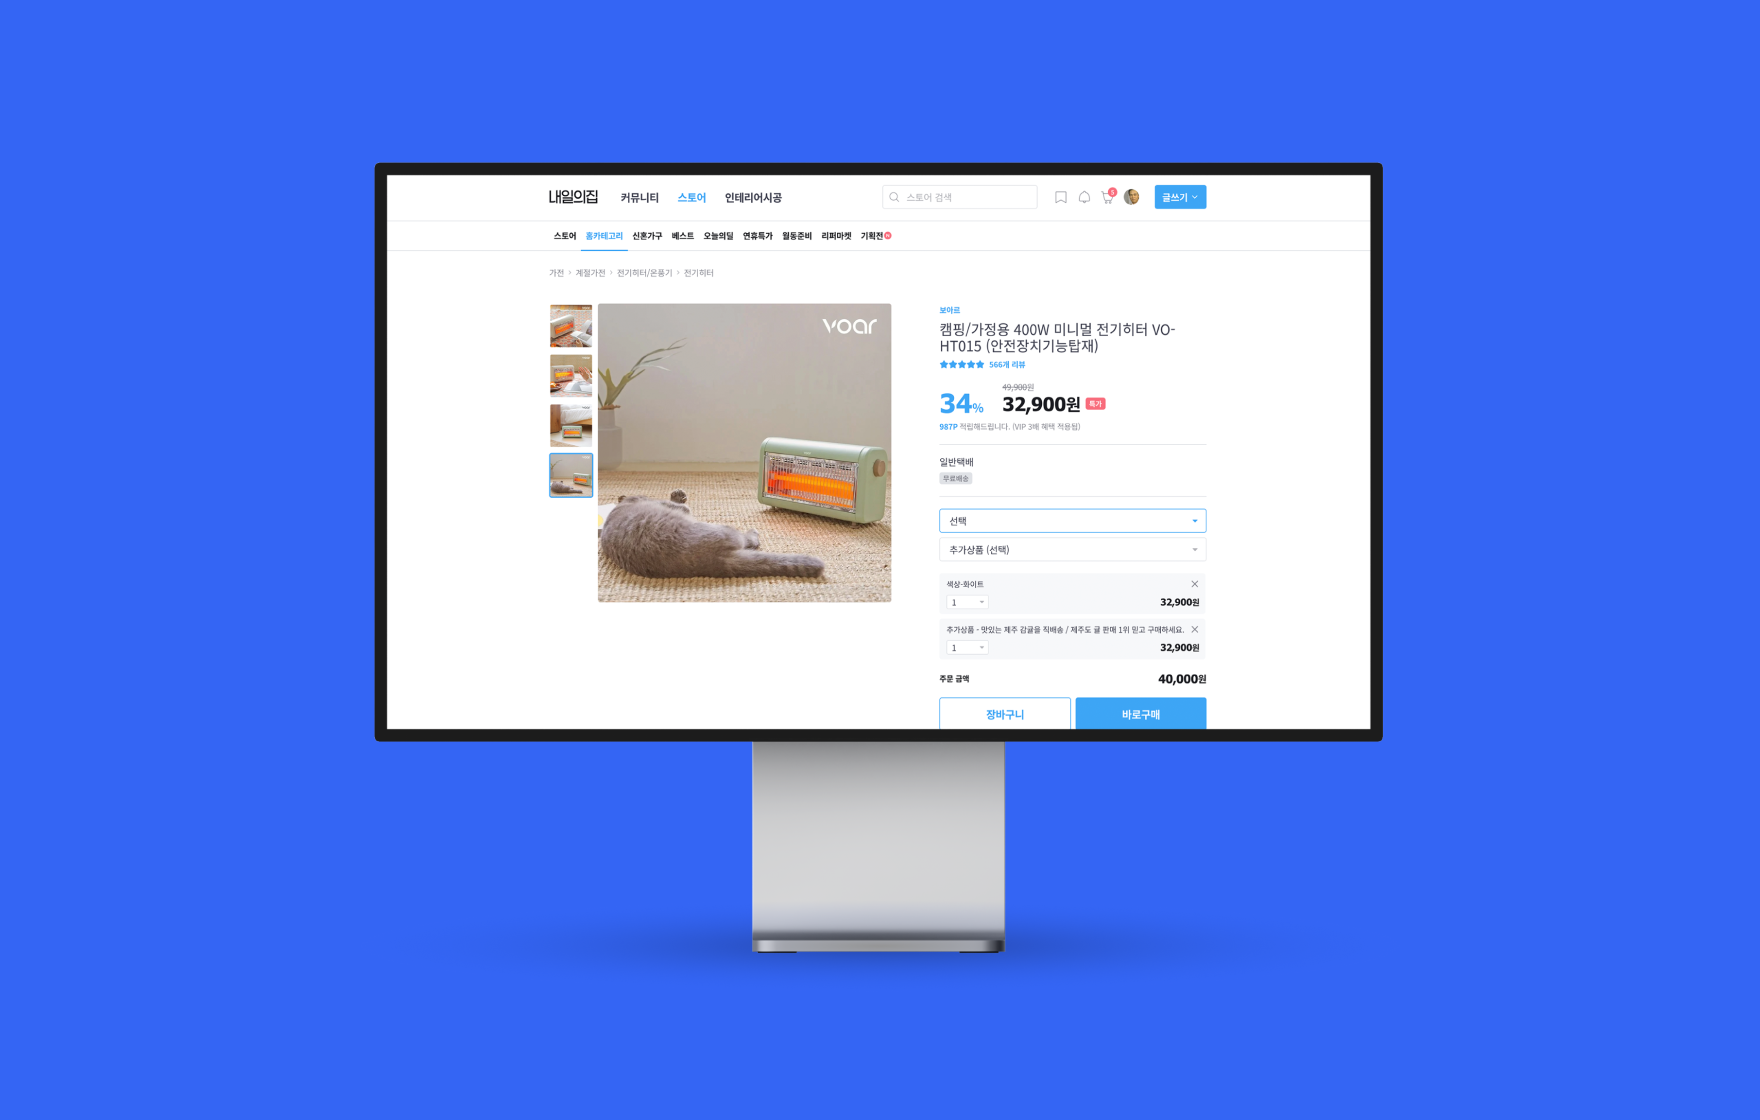 내일의집 커뮤니티 스토어 인테리어시공 스토어 검색 글쓰기
스토어 홈카테고리 신혼가구 베스트 오늘의딜 연휴특가 월동준비 리퍼마켓 기획전
가전 > 계절가전 > 전기히터/온풍기 > 전기히터
voar
보아르
캠핑/가정용 400W 미니멀 전기히터 VO-
HT015 (안전장치기능탑재)
566개 리뷰
49,900원
34% 32,900원 특가
987P 적립해드립니다. (VIP 3배 혜택 적용됨)
일반택배
무료배송
선택
추가상품 (선택)
색상-화이트
1 32,900원
추가상품 - 맛있는 제주 감귤을 직배송 / 제주도 귤 판매 1위 믿고 구매하세요.
1 32,900원
주문 금액 40,000원
장바구니 바로구매